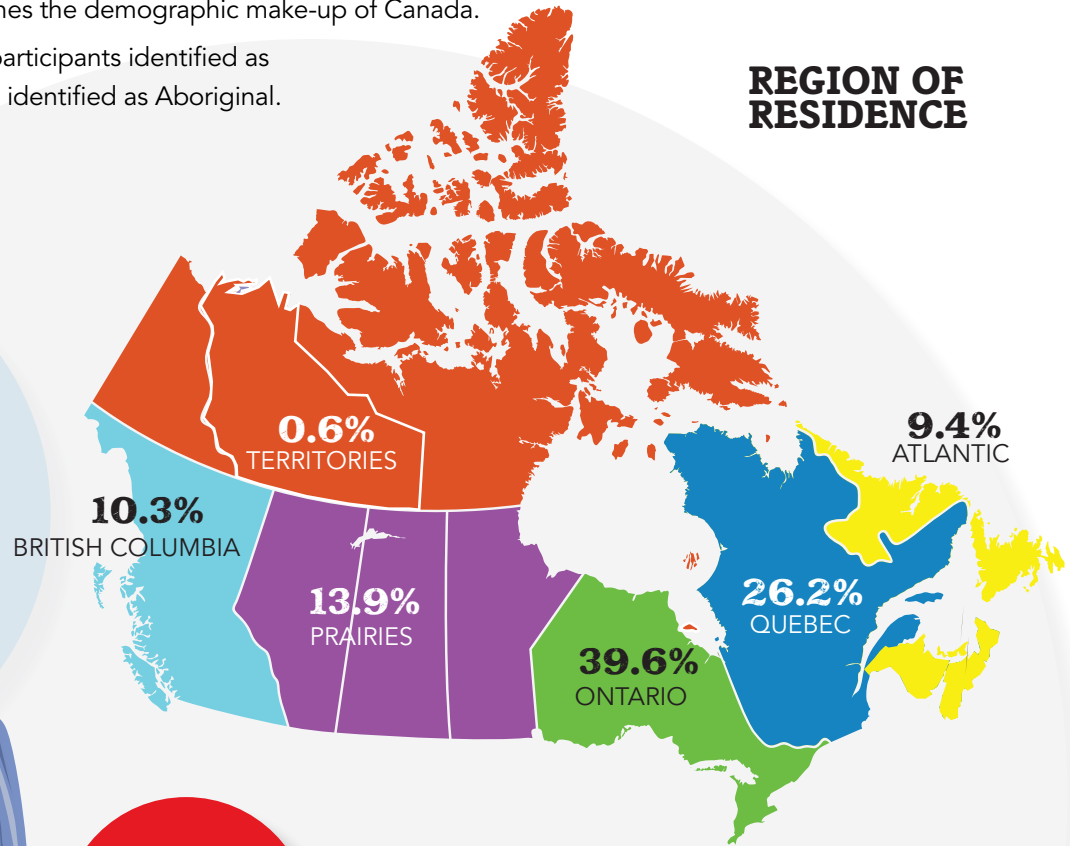 nes the demographic make-up of Canada.
participants identified as
identified as Aboriginal.
REGION OF
RESIDENCE
0.6%
TERRITORIES
9.4%
ATLANTIC
10.3%
BRITISH COLUMBIA
13.9%
PRAIRIES
26.2%
QUEBEC
39.6%
ONTARIO